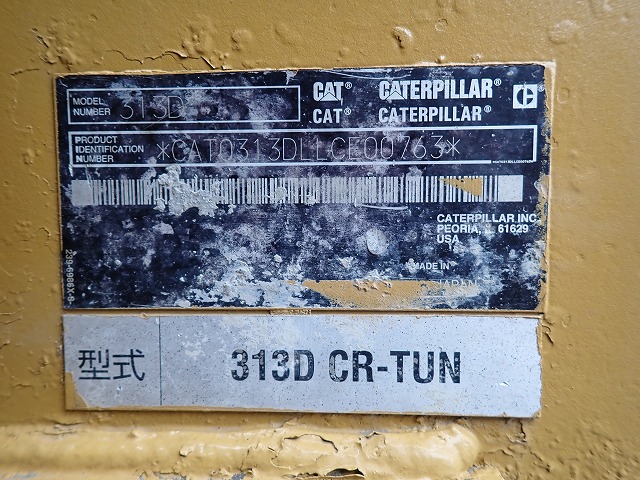 MODEL NUMBER 313D
CAT® CATERPILLAR®
CAT® CATERPILLAR®
PRODUCT IDENTIFICATION NUMBER *CAT0313DLLCE00763*
CATERPILLAR INC.
PEORIA, IL 61629
USA
MADE IN
JAPAN
型式 313D CR-TUN